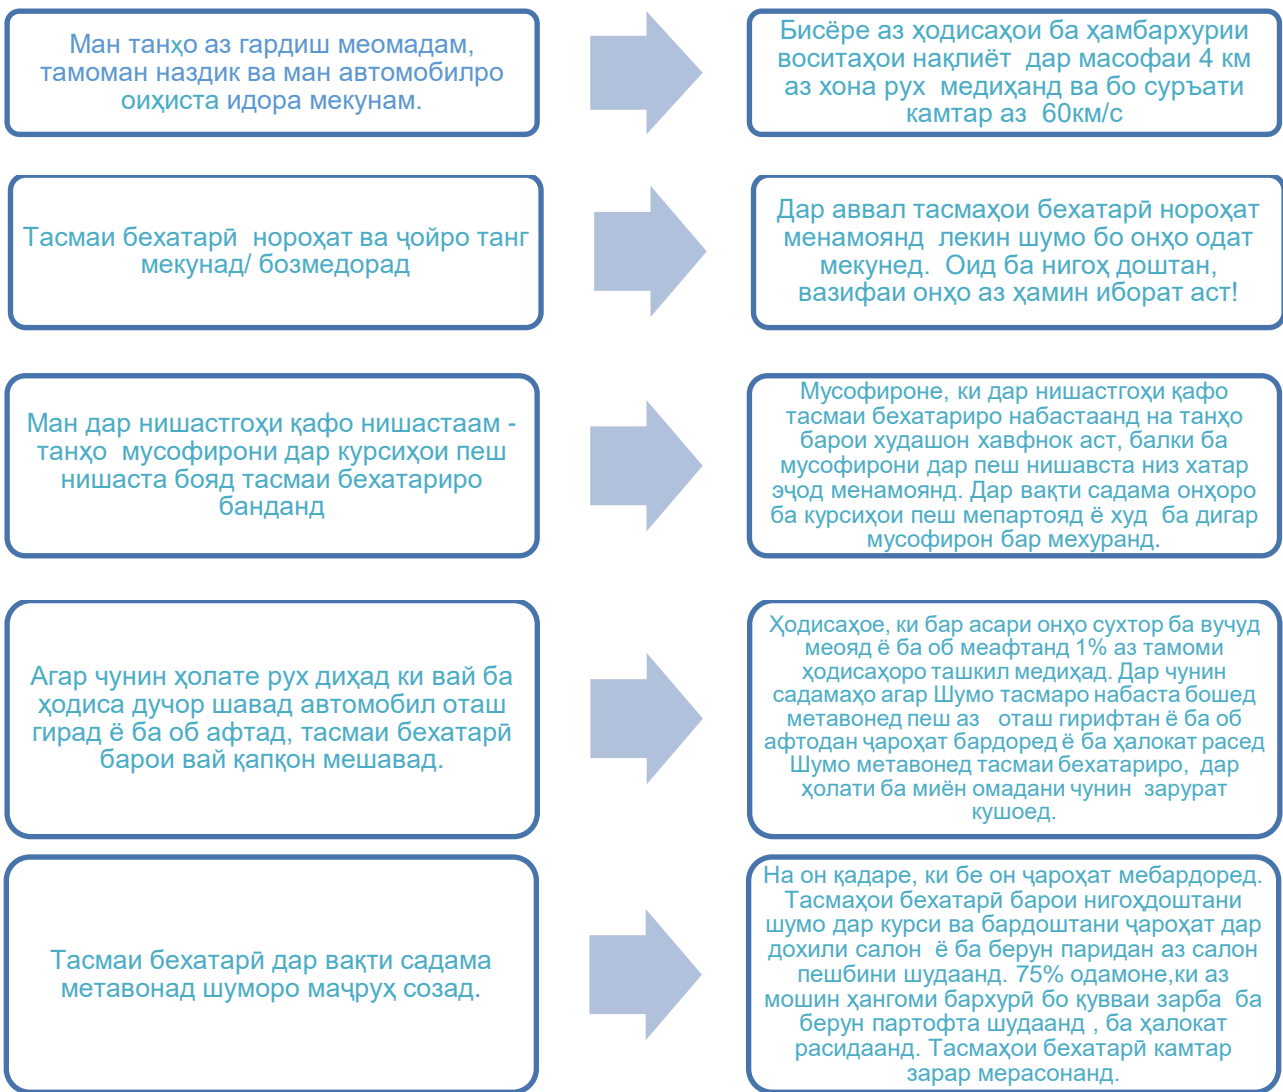 Ман танҳо аз гардиш меомадам,
тамоман наздик ва ман автомобилро
оиҳиста идора мекунам.
Бисёре аз ҳодисаҳои ба ҳамбархурии
воситаҳои нақлиёт дар масофаи 4 км
аз хона рух медиҳанд ва бо суръати
камтар аз 60км/с
Тасмаи бехатарӣ нороҳат ва ҷойро танг
мекунад/ бозмедорад
Дар аввал тасмаҳои бехатарӣ нороҳат
менамоянд лекин шумо бо онҳо одат
мекунед. Оид ба нигоҳ доштан,
вазифаи онҳо аз ҳамин иборат аст!
Ман дар нишастгоҳи қафо нишастаам -
танҳо мусофирони дар курсиҳои пеш
нишаста бояд тасмаи бехатариро
банданд
Мусофироне, ки дар нишастгоҳи қафо
тасмаи бехатариро набастаанд на танҳо
барои худашон хавфнок аст, балки ба
мусофирони дар пеш нишавста низ хатар
эҷод менамоянд. Дар вақти садама онҳоро
ба курсиҳои пеш мепартояд ё худ ба дигар
мусофирон бар мехуранд.
Агар чунин ҳолате рух диҳад ки вай ба
ҳодиса дучор шавад автомобил оташ
гирад ё ба об афтад, тасмаи бехатарӣ
барои вай қапқон мешавад.
Ҳодисаҳое, ки бар асари онҳо сухтор ба вучуд
меояд ё ба об меафтанд 1% аз тамоми
ҳодисаҳоро ташкил медиҳад. Дар чунин
садамаҳо агар Шумо тасмаро набаста бошед
метавонед пеш аз оташ гирифтан ё ба об
афтодан ҷароҳат бардоред ё ба ҳалокат расед
Шумо метавонед тасмаи бехатариро, дар
ҳолати ба миён омадани чунин зарурат
кушоед.
Тасмаи бехатарӣ дар вақти садама
метавонад шуморо маҷруҳ созад.
На он қадаре, ки бе он ҷароҳат мебардоред.
Тасмаҳои бехатарӣ барои нигоҳдоштани
шумо дар курси ва бардоштани ҷароҳат дар
дохили салон ё ба берун паридан аз салон
пешбини шудаанд. 75% одамоне,ки аз
мошин ҳангоми бархурӣ бо қувваи зарба ба
берун партофта шудаанд , ба ҳалокат
расидаанд. Тасмаҳои бехатарӣ камтар
зарар мерасонанд.